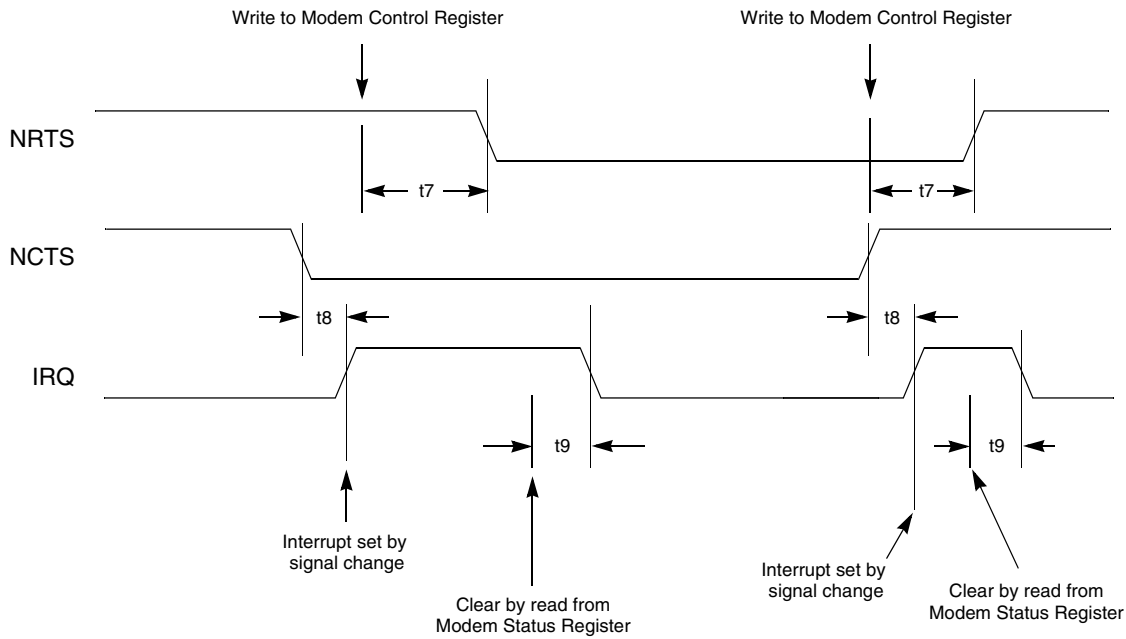 Write to Modem Control Register
Write to Modem Control Register
NRTS
t7
t7
NCTS
t8
t8
IRQ
t9
t9
Interrupt set by
signal change
Clear by read from
Modem Status Register
Interrupt set by
signal change
Clear by read from
Modem Status Register